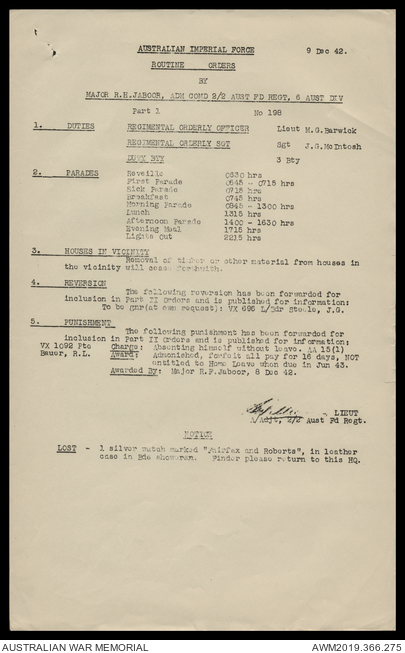 AUSTRALIAN IMPERIAL FORCE 9 Dec 42.
ROUTINE ORDERS
BY
MAJOR R.H.JABOOR, ADM COMD 2/2 AUST FD REGT, 6 AUST DIV
Part 1 No 198
1. DUTIES REGIMENTAL ORDERLY OFFICER Lieut M.G.Barwick
REGIMENTAL ORDERLY SGT Sgt J.G.McIntosh
DUTY BTY 3 Bty
2. PARADES Reveille 0630 hrs
First Parade 0645 - 0715 hrs
Sick Parade 0715 hrs
Breakfast 0745 hrs
Morning Parade 0845 - 1300 hrs
Lunch 1315 hrs
Afternoon Parade 1400 - 1630 hrs
Evening Meal 1715 hrs
Lights Out 2215 hrs
3. HOUSES IN VICINITY
Removal of timber or other material from houses in
the vicinity will cease forthwith.
4. REVERSION
The following reversion has been forwarded for
inclusion in Part II Orders and is published for information:
To be gnr(at own request): VX 696 L/Bdr Steele, J.G.
5. PUNISHMENT
The following punishment has been forwarded for
inclusion in Part II Orders and is published for information;
VX 1092 Pte Charge: Absenting himself without leave. AA 15(1)
Bauer, R.L. Award: Admonished, forfeit all pay for 16 days, NOT
entitled to Home Leave when due in Jun 43.
Awarded By: Major R.F.Jaboor, 8 Dec 42.
LIEUT
Adjt, 2/2 Aust Fd Regt.
NOTICE
LOST - 1 silver watch marked "Fairfax and Roberts", in leather
case in Bde showers. Finder please return to this HQ.
AUSTRALIAN WAR MEMORIAL AWM2019.366.275